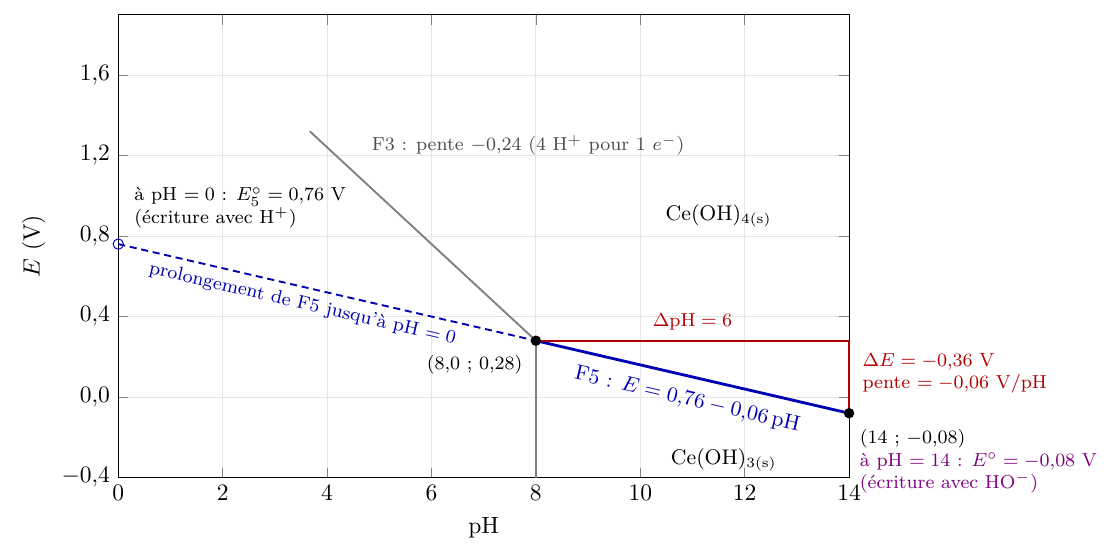 1,6
1,2
0,8
0,4
0,0
−0,4
E (V)
0
2
4
6
8
10
12
14
pH
F3 : pente −0,24 (4 H⁺ pour 1 e⁻)
à pH = 0 : E₅° = 0,76 V
(écriture avec H⁺)
Ce(OH)₄₍ₛ₎
prolongement de F5 jusqu'à pH = 0
ΔpH = 6
(8,0 ; 0,28)
F5 : E = 0,76 − 0,06 pH
ΔE = −0,36 V
pente = −0,06 V/pH
Ce(OH)₃₍ₛ₎
(14 ; −0,08)
à pH = 14 : E° = −0,08 V
(écriture avec HO⁻)